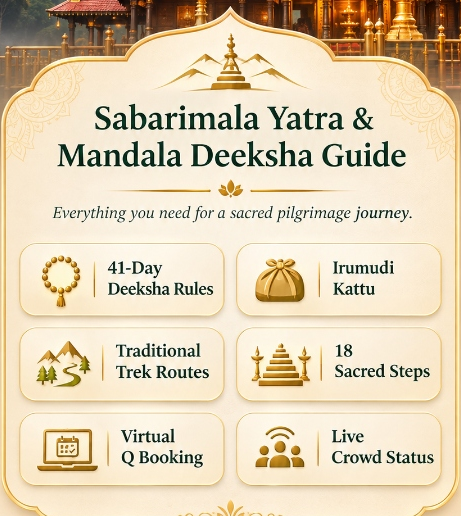 Sabarimala Yatra &
Mandala Deeksha Guide
Everything you need for a sacred pilgrimage journey.
41-Day
Deeksha Rules
Irumudi
Kattu
Traditional
Trek Routes
18
Sacred Steps
Virtual
Q Booking
Live
Crowd Status